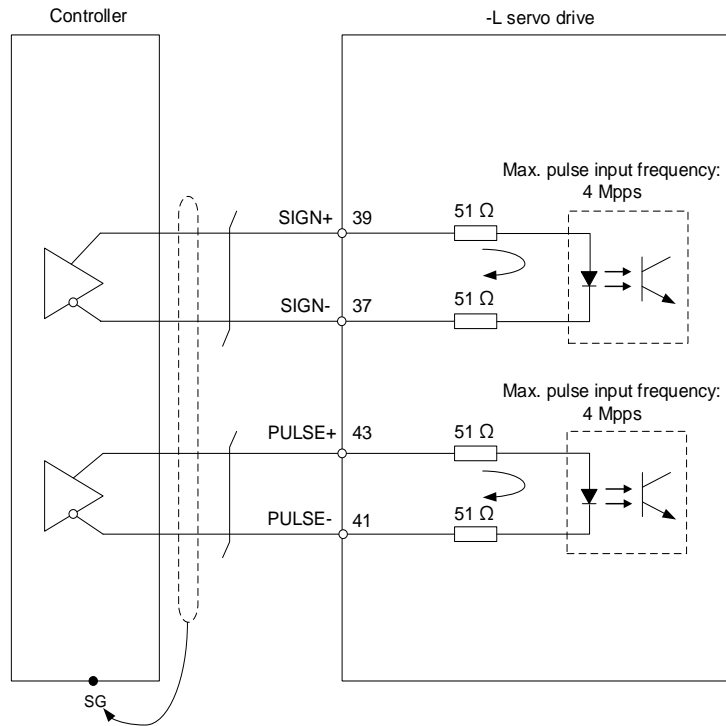 Controller
-L servo drive
Max. pulse input frequency:
4 Mpps
SIGN+ 39 51 Ω
SIGN- 37 51 Ω
Max. pulse input frequency:
4 Mpps
PULSE+ 43 51 Ω
PULSE- 41 51 Ω
SG